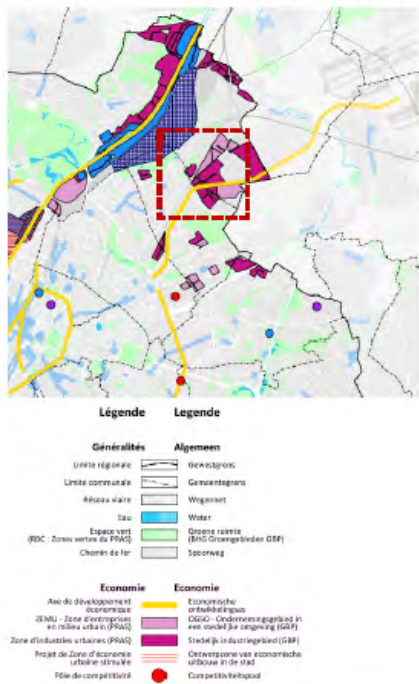 Légende Legende
Généralités Algemeen
Limite régionale Gewestgrens
Limite communale Gemeentegrens
Réseau viaire Wegennet
Eau Water
Espace vert
(RBC : Zones vertes du PRAS)
Groene ruimte
(BHG Groengebieden GBP)
Chemin de fer Spoorweg
Economie Economie
Axe de développement
économique
Economische
ontwikkelingsas
ZEMU - Zone d'entreprises
en milieu urbain (PRAS)
OGSO - Ondernemingsgebied in
een stedelijke omgeving (GBP)
Zone d'industries urbaines (PRAS) Stedelijk industriegebied (GBP)
Projet de Zone d'économie
urbaine stimulée
Ontwerpzone van economische
uitbouw in de stad
Pôle de compétitivité Competitiviteitspool